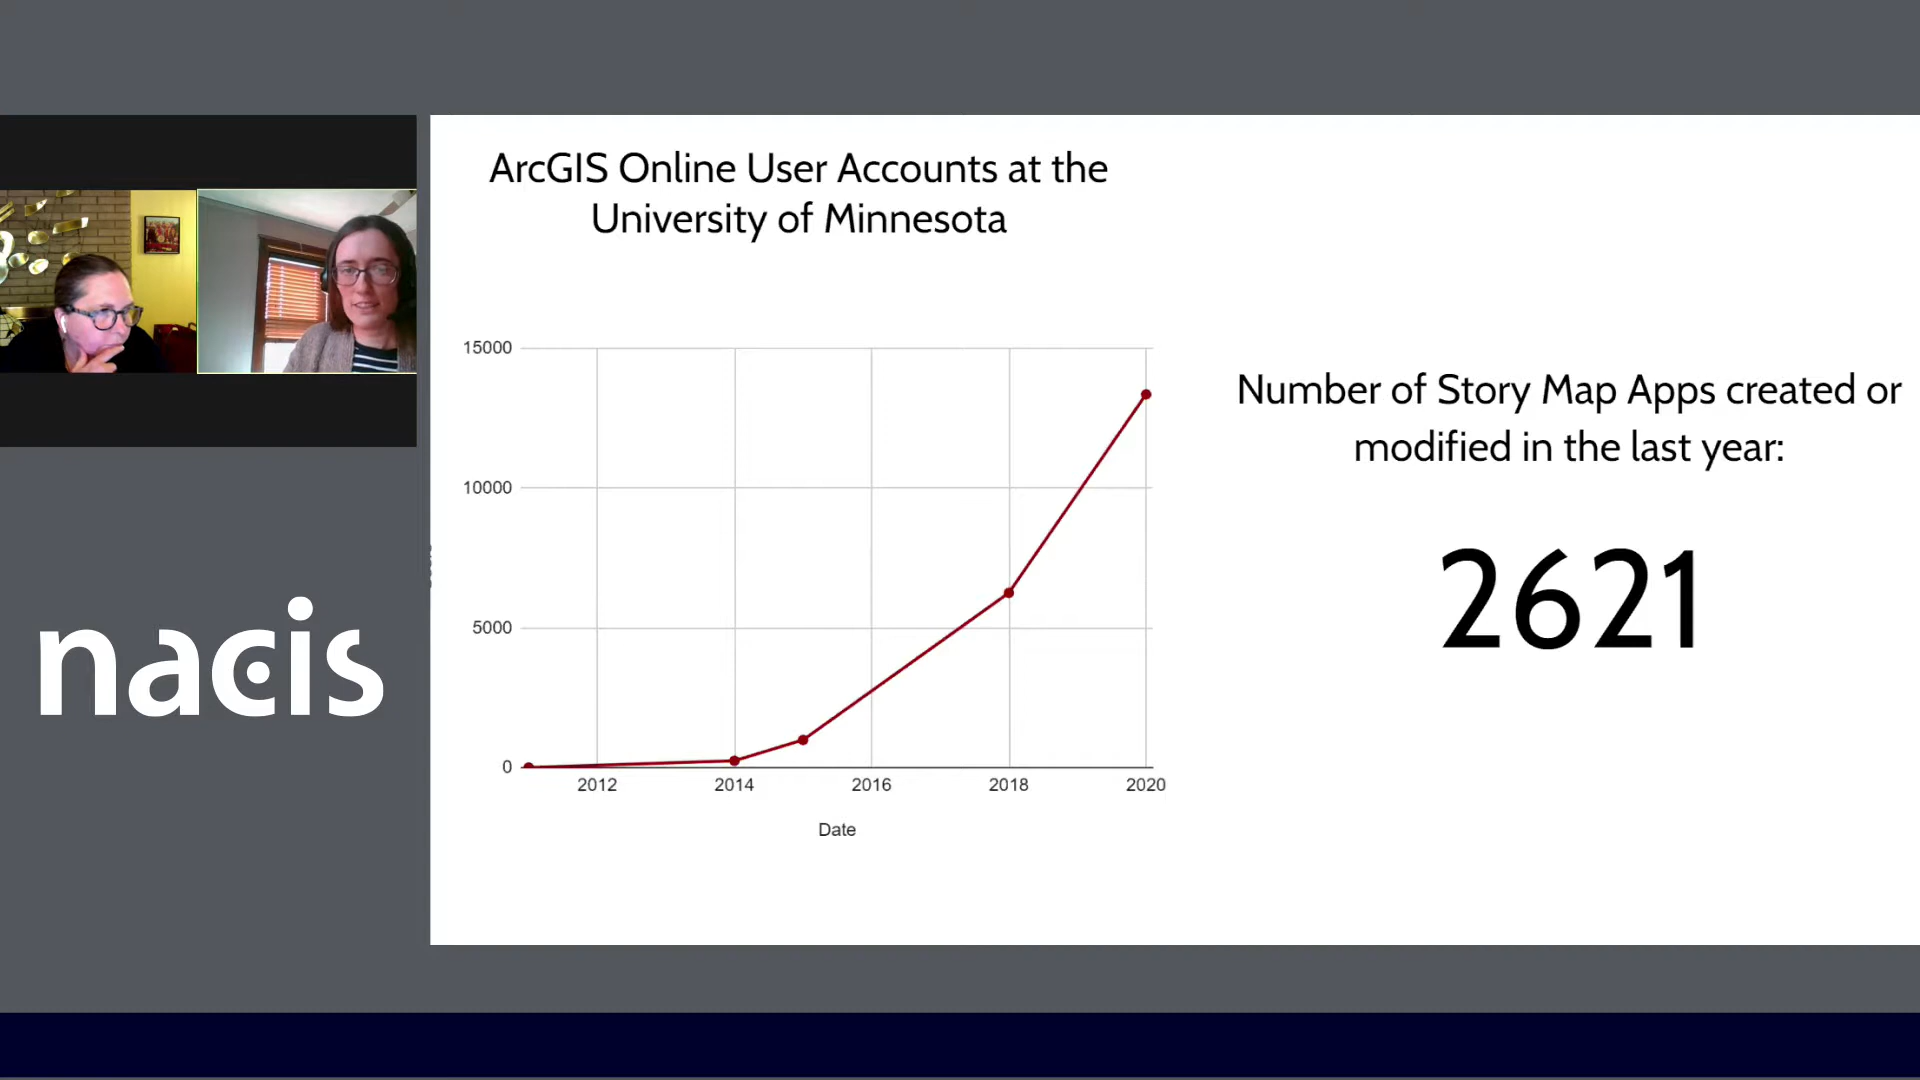 ArcGIS Online User Accounts at the
University of Minnesota
15000
10000
5000
0
2012 2014 2016 2018 2020
Date
Number of Story Map Apps created or
modified in the last year:
2621
nacis